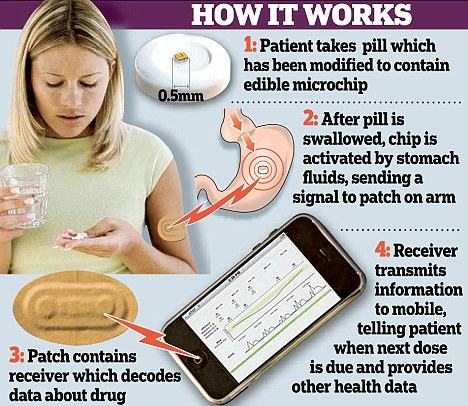 HOW IT WORKS
1: Patient takes pill which
has been modified to contain
edible microchip
0.5mm
2: After pill is
swallowed, chip is
activated by stomach
fluids, sending a
signal to patch on arm
4: Receiver
transmits
information
to mobile,
telling patient
when next dose
is due and provides
other health data
3: Patch contains
receiver which decodes
data about drug